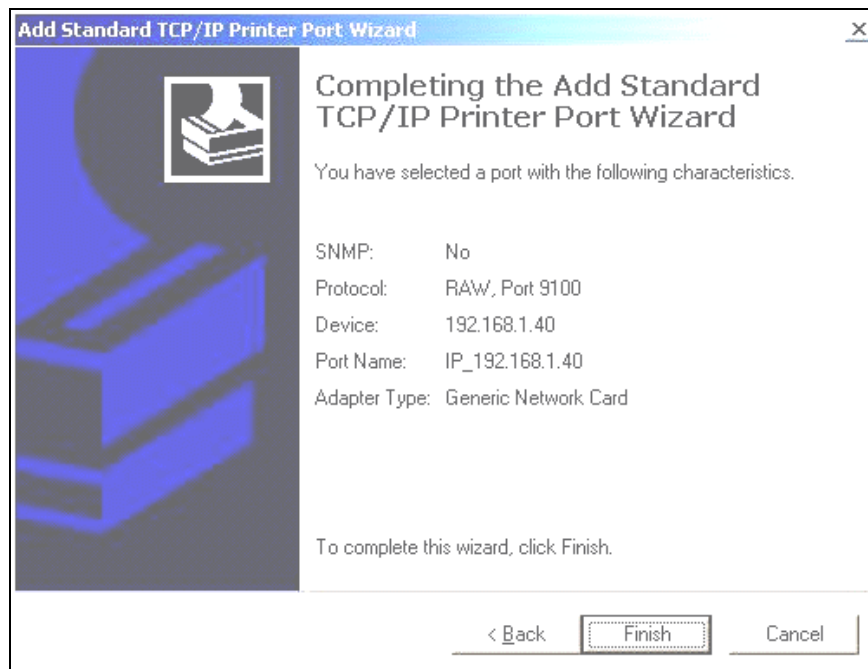 Add Standard TCP/IP Printer Port Wizard
Completing the Add Standard
TCP/IP Printer Port Wizard
You have selected a port with the following characteristics.
SNMP: No
Protocol: RAW, Port 9100
Device: 192.168.1.40
Port Name: IP_192.168.1.40
Adapter Type: Generic Network Card
To complete this wizard, click Finish.
< Back Finish Cancel